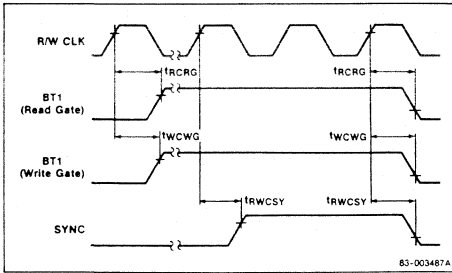 R/W CLK
tRCRG tRCRG
BT1
(Read Gate)
tWCWG tWCWG
BT1
(Write Gate)
tRWCSY tRWCSY
SYNC
83-003487A